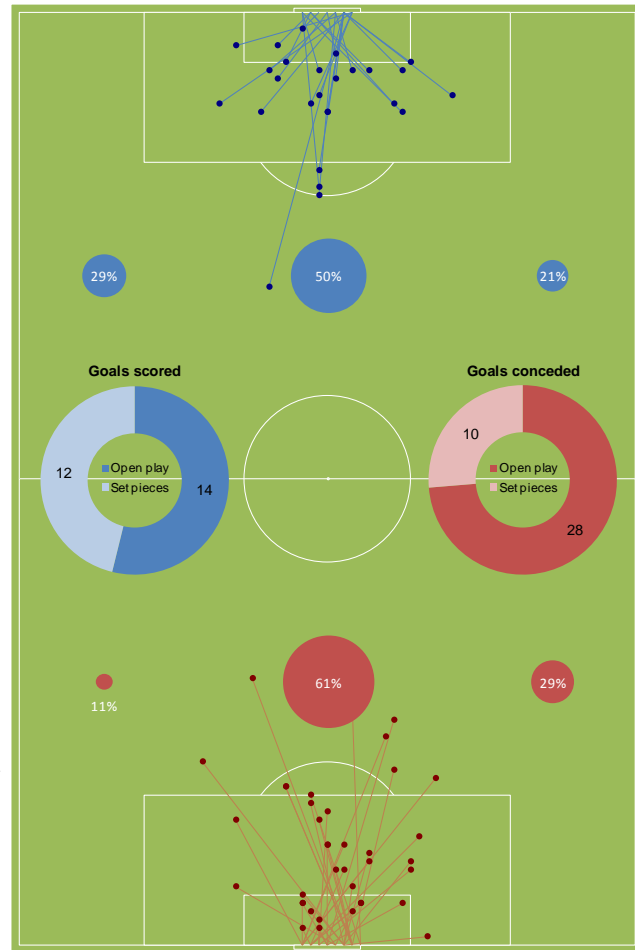 29%
50%
21%
Goals scored
Goals conceded
12
Open play
Set pieces
14
10
Open play
Set pieces
28
11%
61%
29%